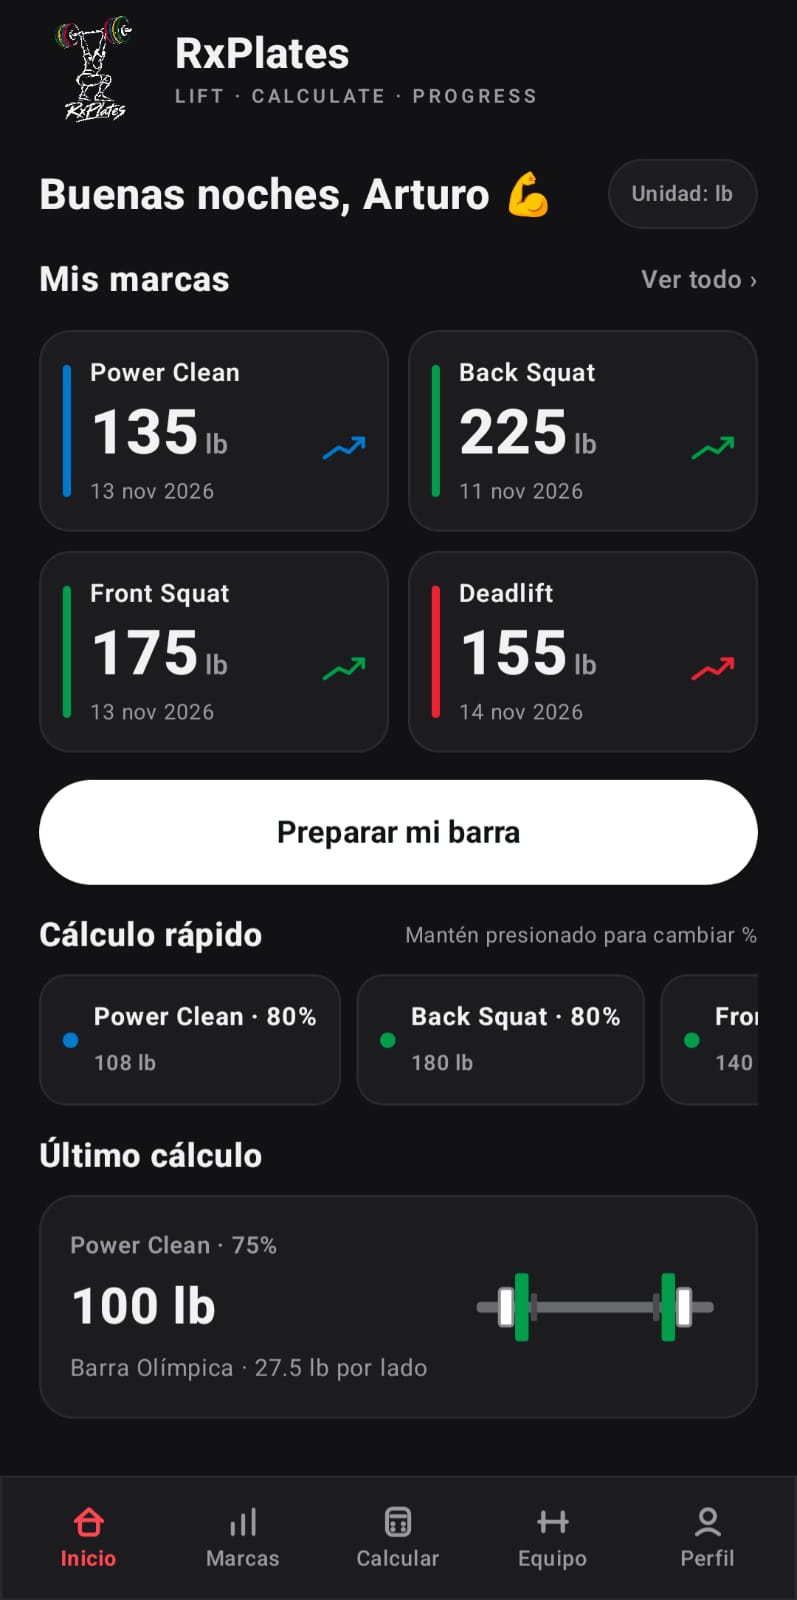 RxPlates
RxPlates
LIFT · CALCULATE · PROGRESS
Buenas noches, Arturo 💪
Unidad: lb
Mis marcas
Ver todo ›
Power Clean
135 lb
13 nov 2026
Back Squat
225 lb
11 nov 2026
Front Squat
175 lb
13 nov 2026
Deadlift
155 lb
14 nov 2026
Preparar mi barra
Cálculo rápido
Mantén presionado para cambiar %
Power Clean · 80%
108 lb
Back Squat · 80%
180 lb
140
Último cálculo
Power Clean · 75%
100 lb
Barra Olímpica · 27.5 lb por lado
Inicio
Marcas
Calcular
Equipo
Perfil